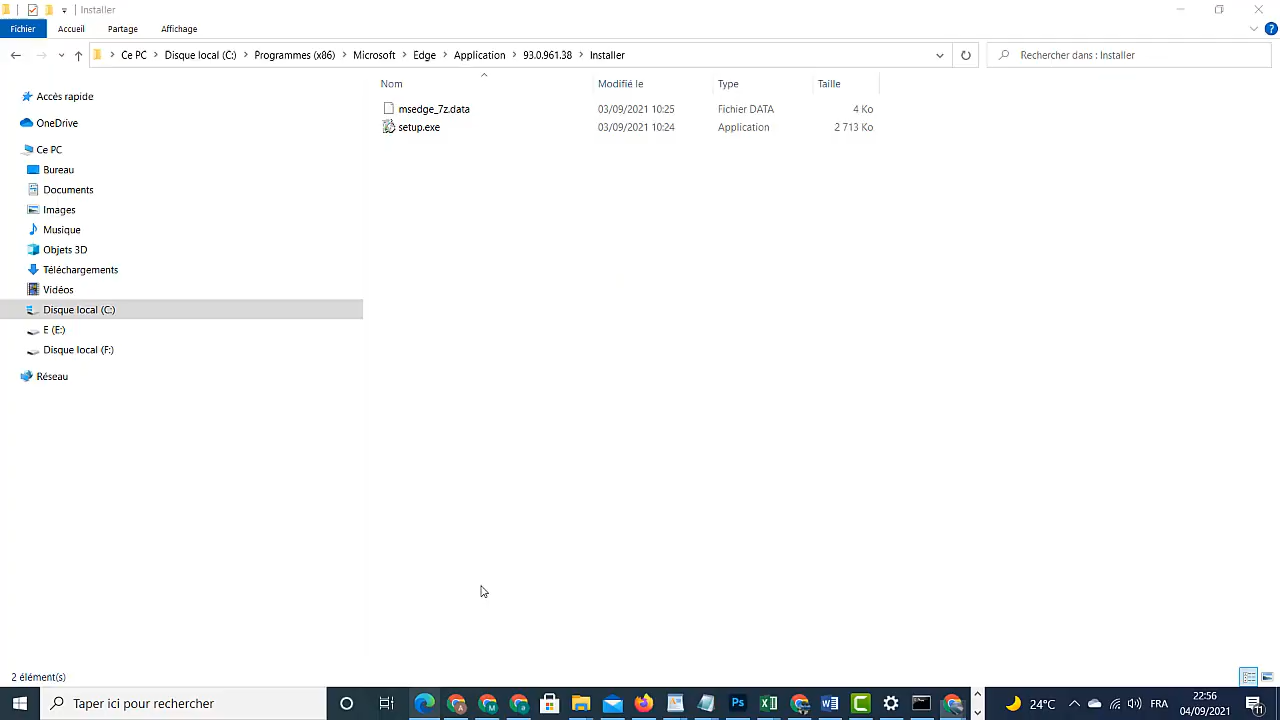 Installer
Fichier Accueil Partage Affichage
Ce PC Disque local (C:) Programmes (x86) Microsoft Edge Application 93.0.961.38 Installer
Rechercher dans : Installer
Nom Modifié le Type Taille
msedge_7z.data 03/09/2021 10:25 Fichier DATA 4 Ko
setup.exe 03/09/2021 10:24 Application 2 713 Ko
Accès rapide
OneDrive
Ce PC
Bureau
Documents
Images
Musique
Objets 3D
Téléchargements
Vidéos
Disque local (C:)
E (E:)
Disque local (F:)
Réseau
2 élément(s)
Taper ici pour rechercher
24°C
FRA
22:56
04/09/2021